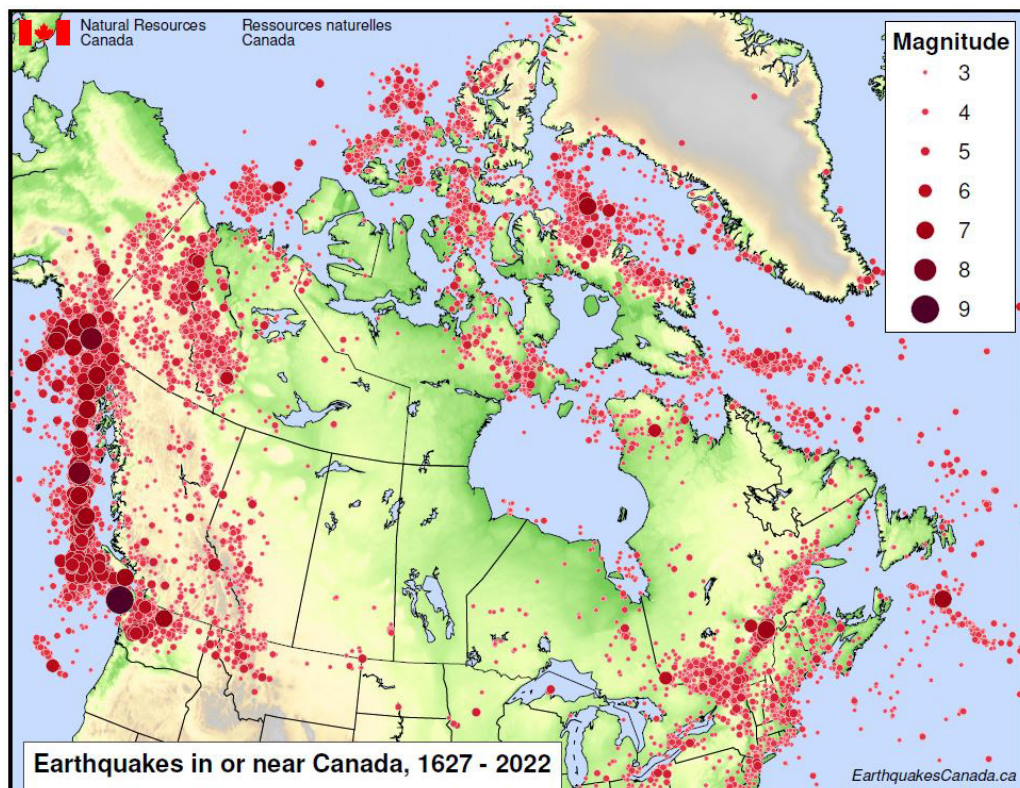 Natural Resources
Canada
Ressources naturelles
Canada
Magnitude
3
4
5
6
7
8
9
Earthquakes in or near Canada, 1627 - 2022
EarthquakesCanada.ca